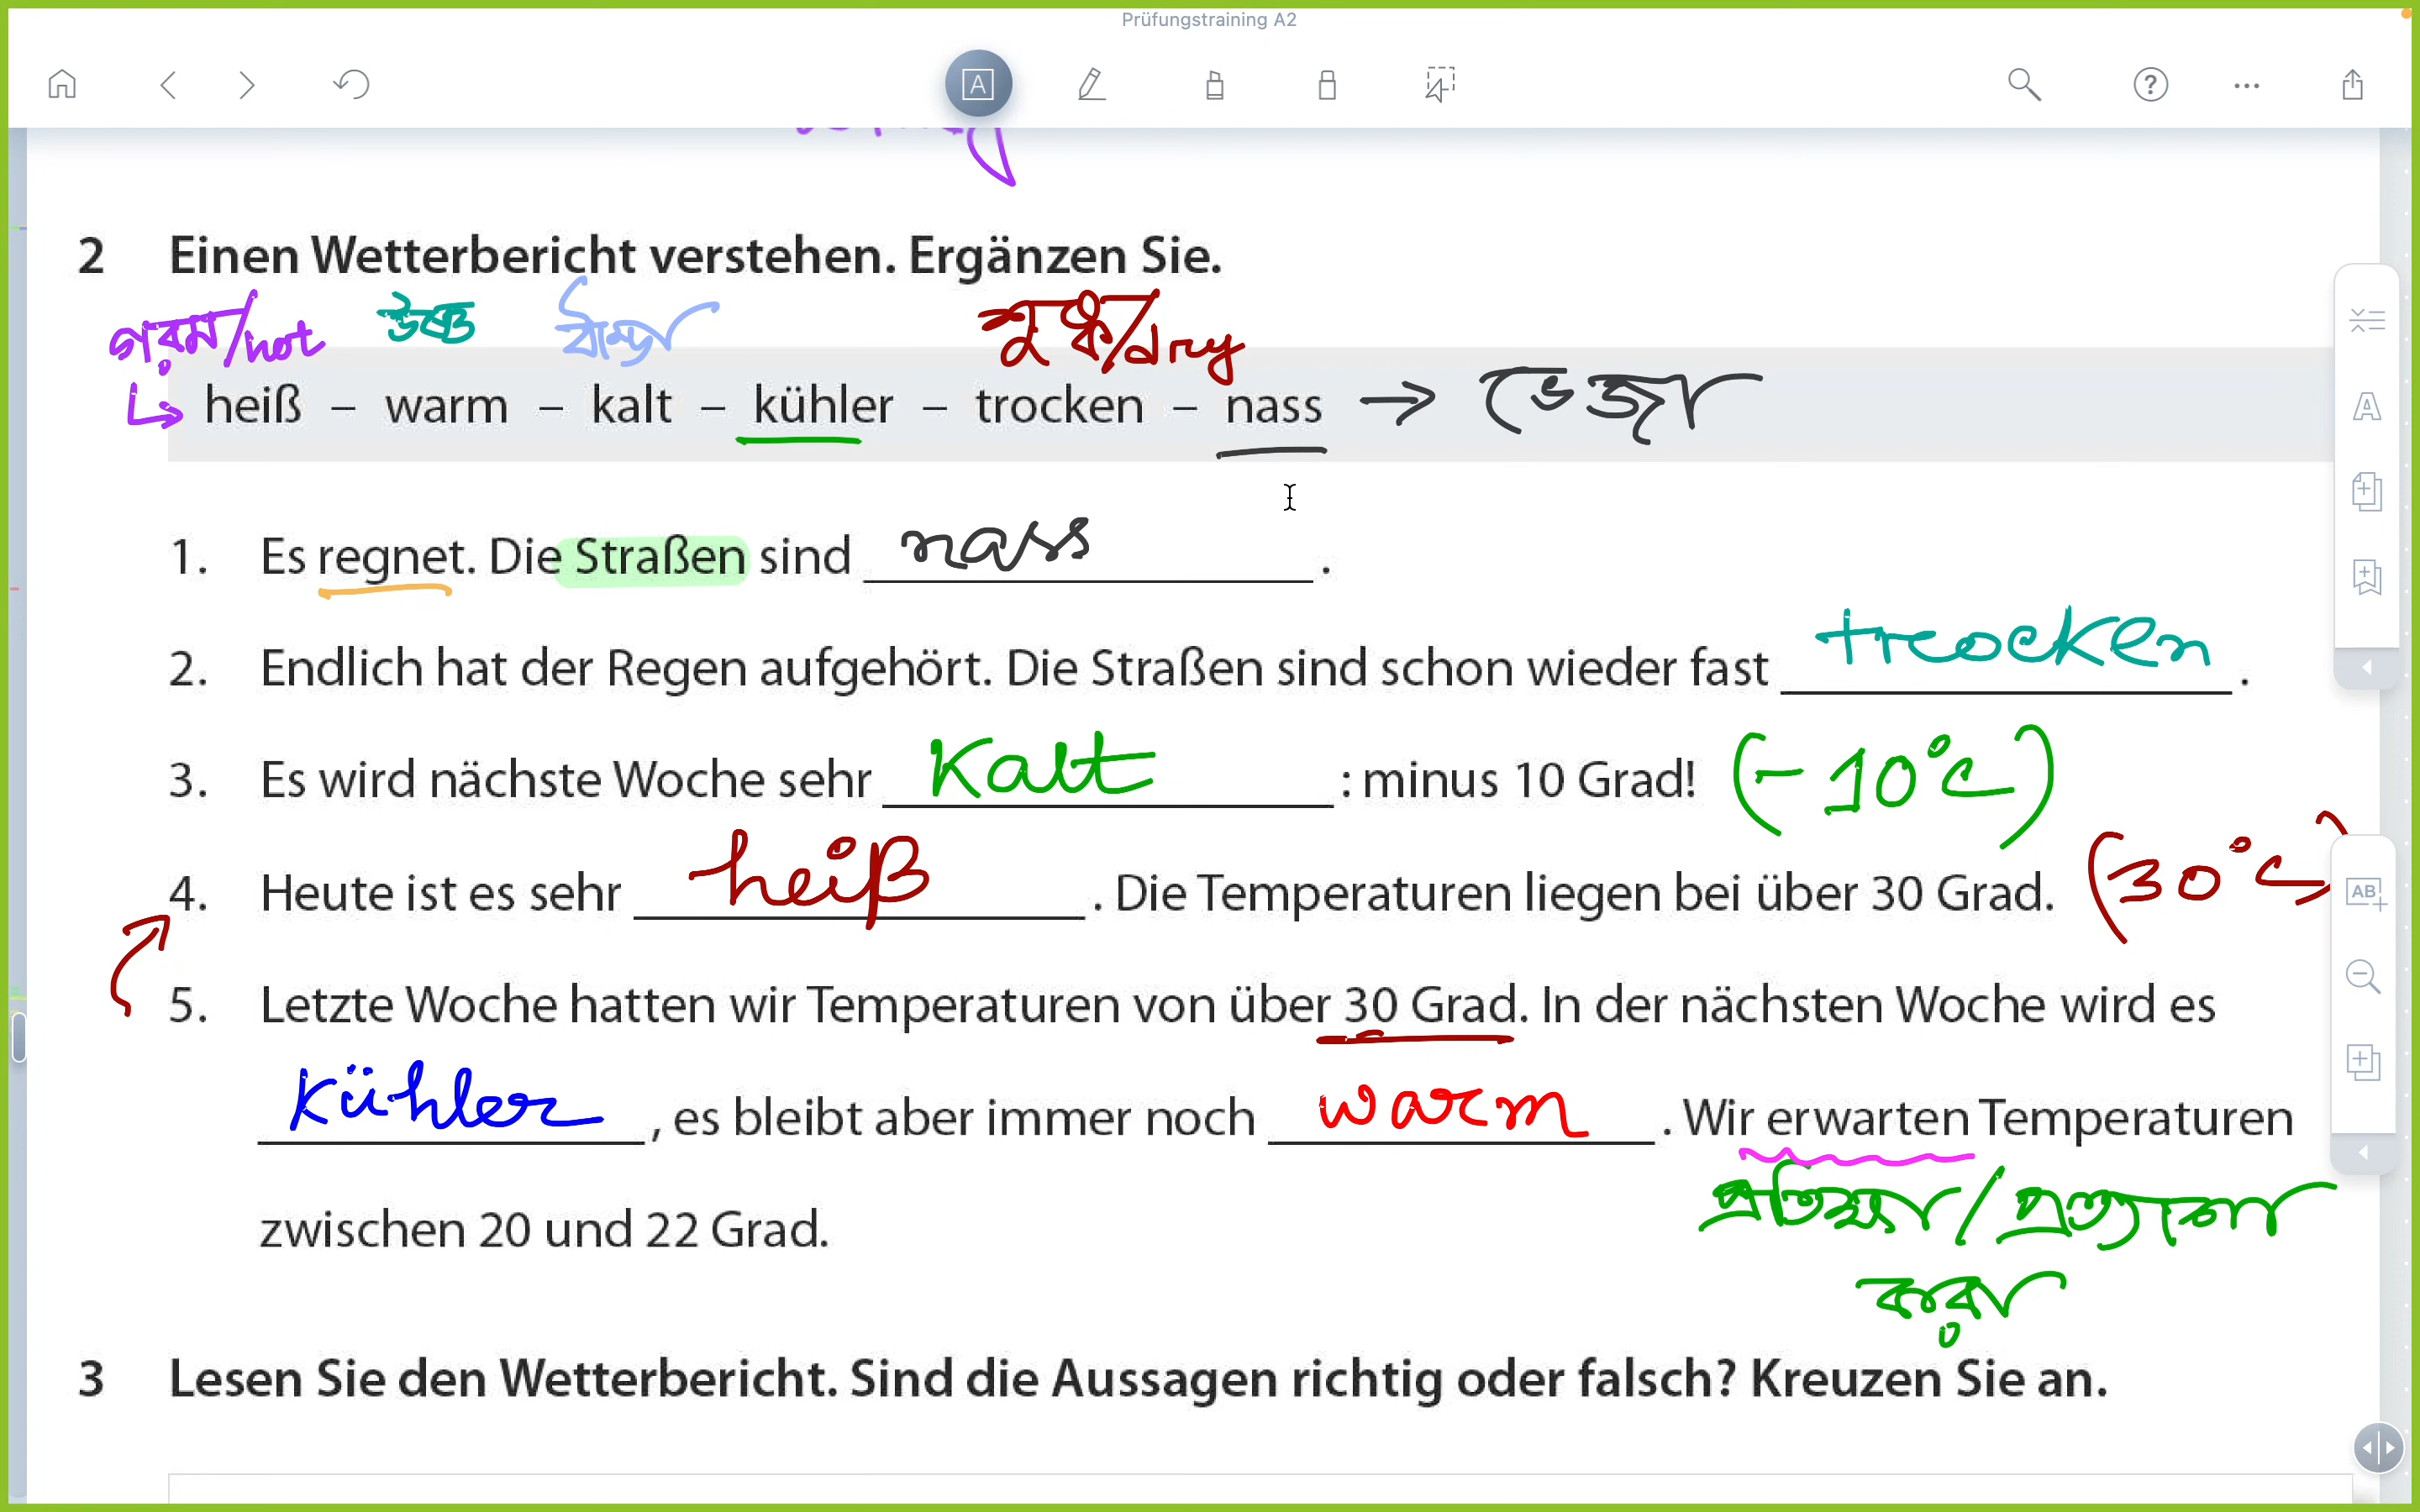 Prüfungstraining A2
2 Einen Wetterbericht verstehen. Ergänzen Sie.
গরম/hot উষ্ণ ঠাণ্ডা শুষ্ক/dry
heiß – warm – kalt – kühler – trocken – nass → ভেজা
1. Es regnet. Die Straßen sind nass.
2. Endlich hat der Regen aufgehört. Die Straßen sind schon wieder fast trocken.
3. Es wird nächste Woche sehr Kalt: minus 10 Grad! (-10°C)
4. Heute ist es sehr heiß. Die Temperaturen liegen bei über 30 Grad. (30°C)
5. Letzte Woche hatten wir Temperaturen von über 30 Grad. In der nächsten Woche wird es
Kühler, es bleibt aber immer noch warm. Wir erwarten Temperaturen
প্রতিক্ষা/প্রত্যাশা
zwischen 20 und 22 Grad.
করা
3 Lesen Sie den Wetterbericht. Sind die Aussagen richtig oder falsch? Kreuzen Sie an.